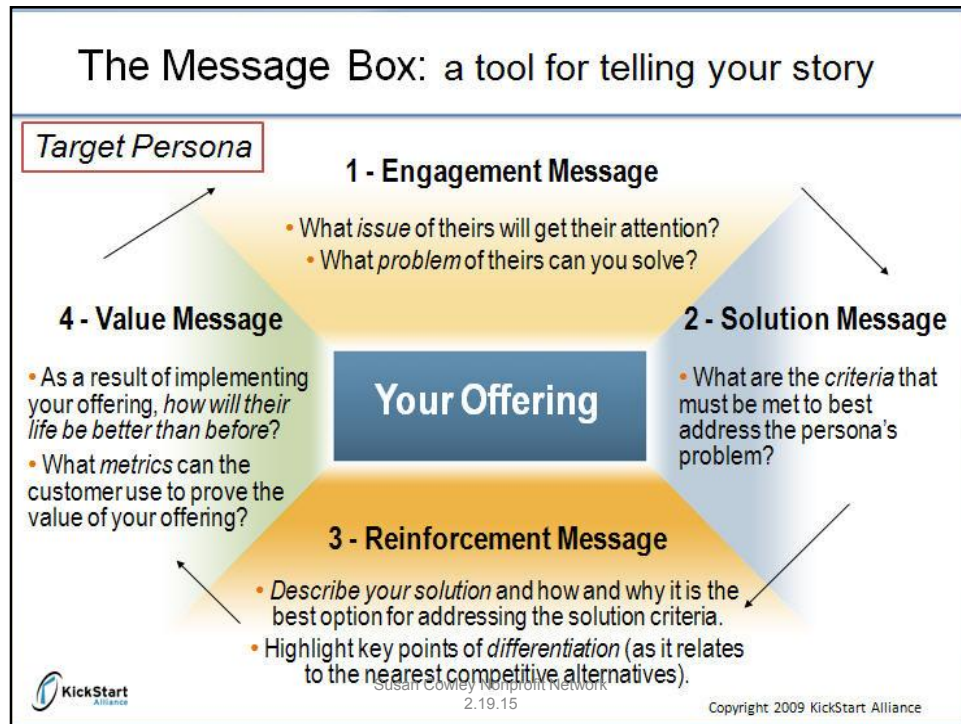 The Message Box: a tool for telling your story
Target Persona
1 - Engagement Message
• What issue of theirs will get their attention?
• What problem of theirs can you solve?
2 - Solution Message
• What are the criteria that
must be met to best
address the persona's
problem?
Your Offering
3 - Reinforcement Message
• Describe your solution and how and why it is the
best option for addressing the solution criteria.
• Highlight key points of differentiation (as it relates
to the nearest competitive alternatives).
4 - Value Message
• As a result of implementing
your offering, how will their
life be better than before?
• What metrics can the
customer use to prove the
value of your offering?
KickStart
Alliance
Susan Cowley Nonprofit Network
2.19.15
Copyright 2009 KickStart Alliance